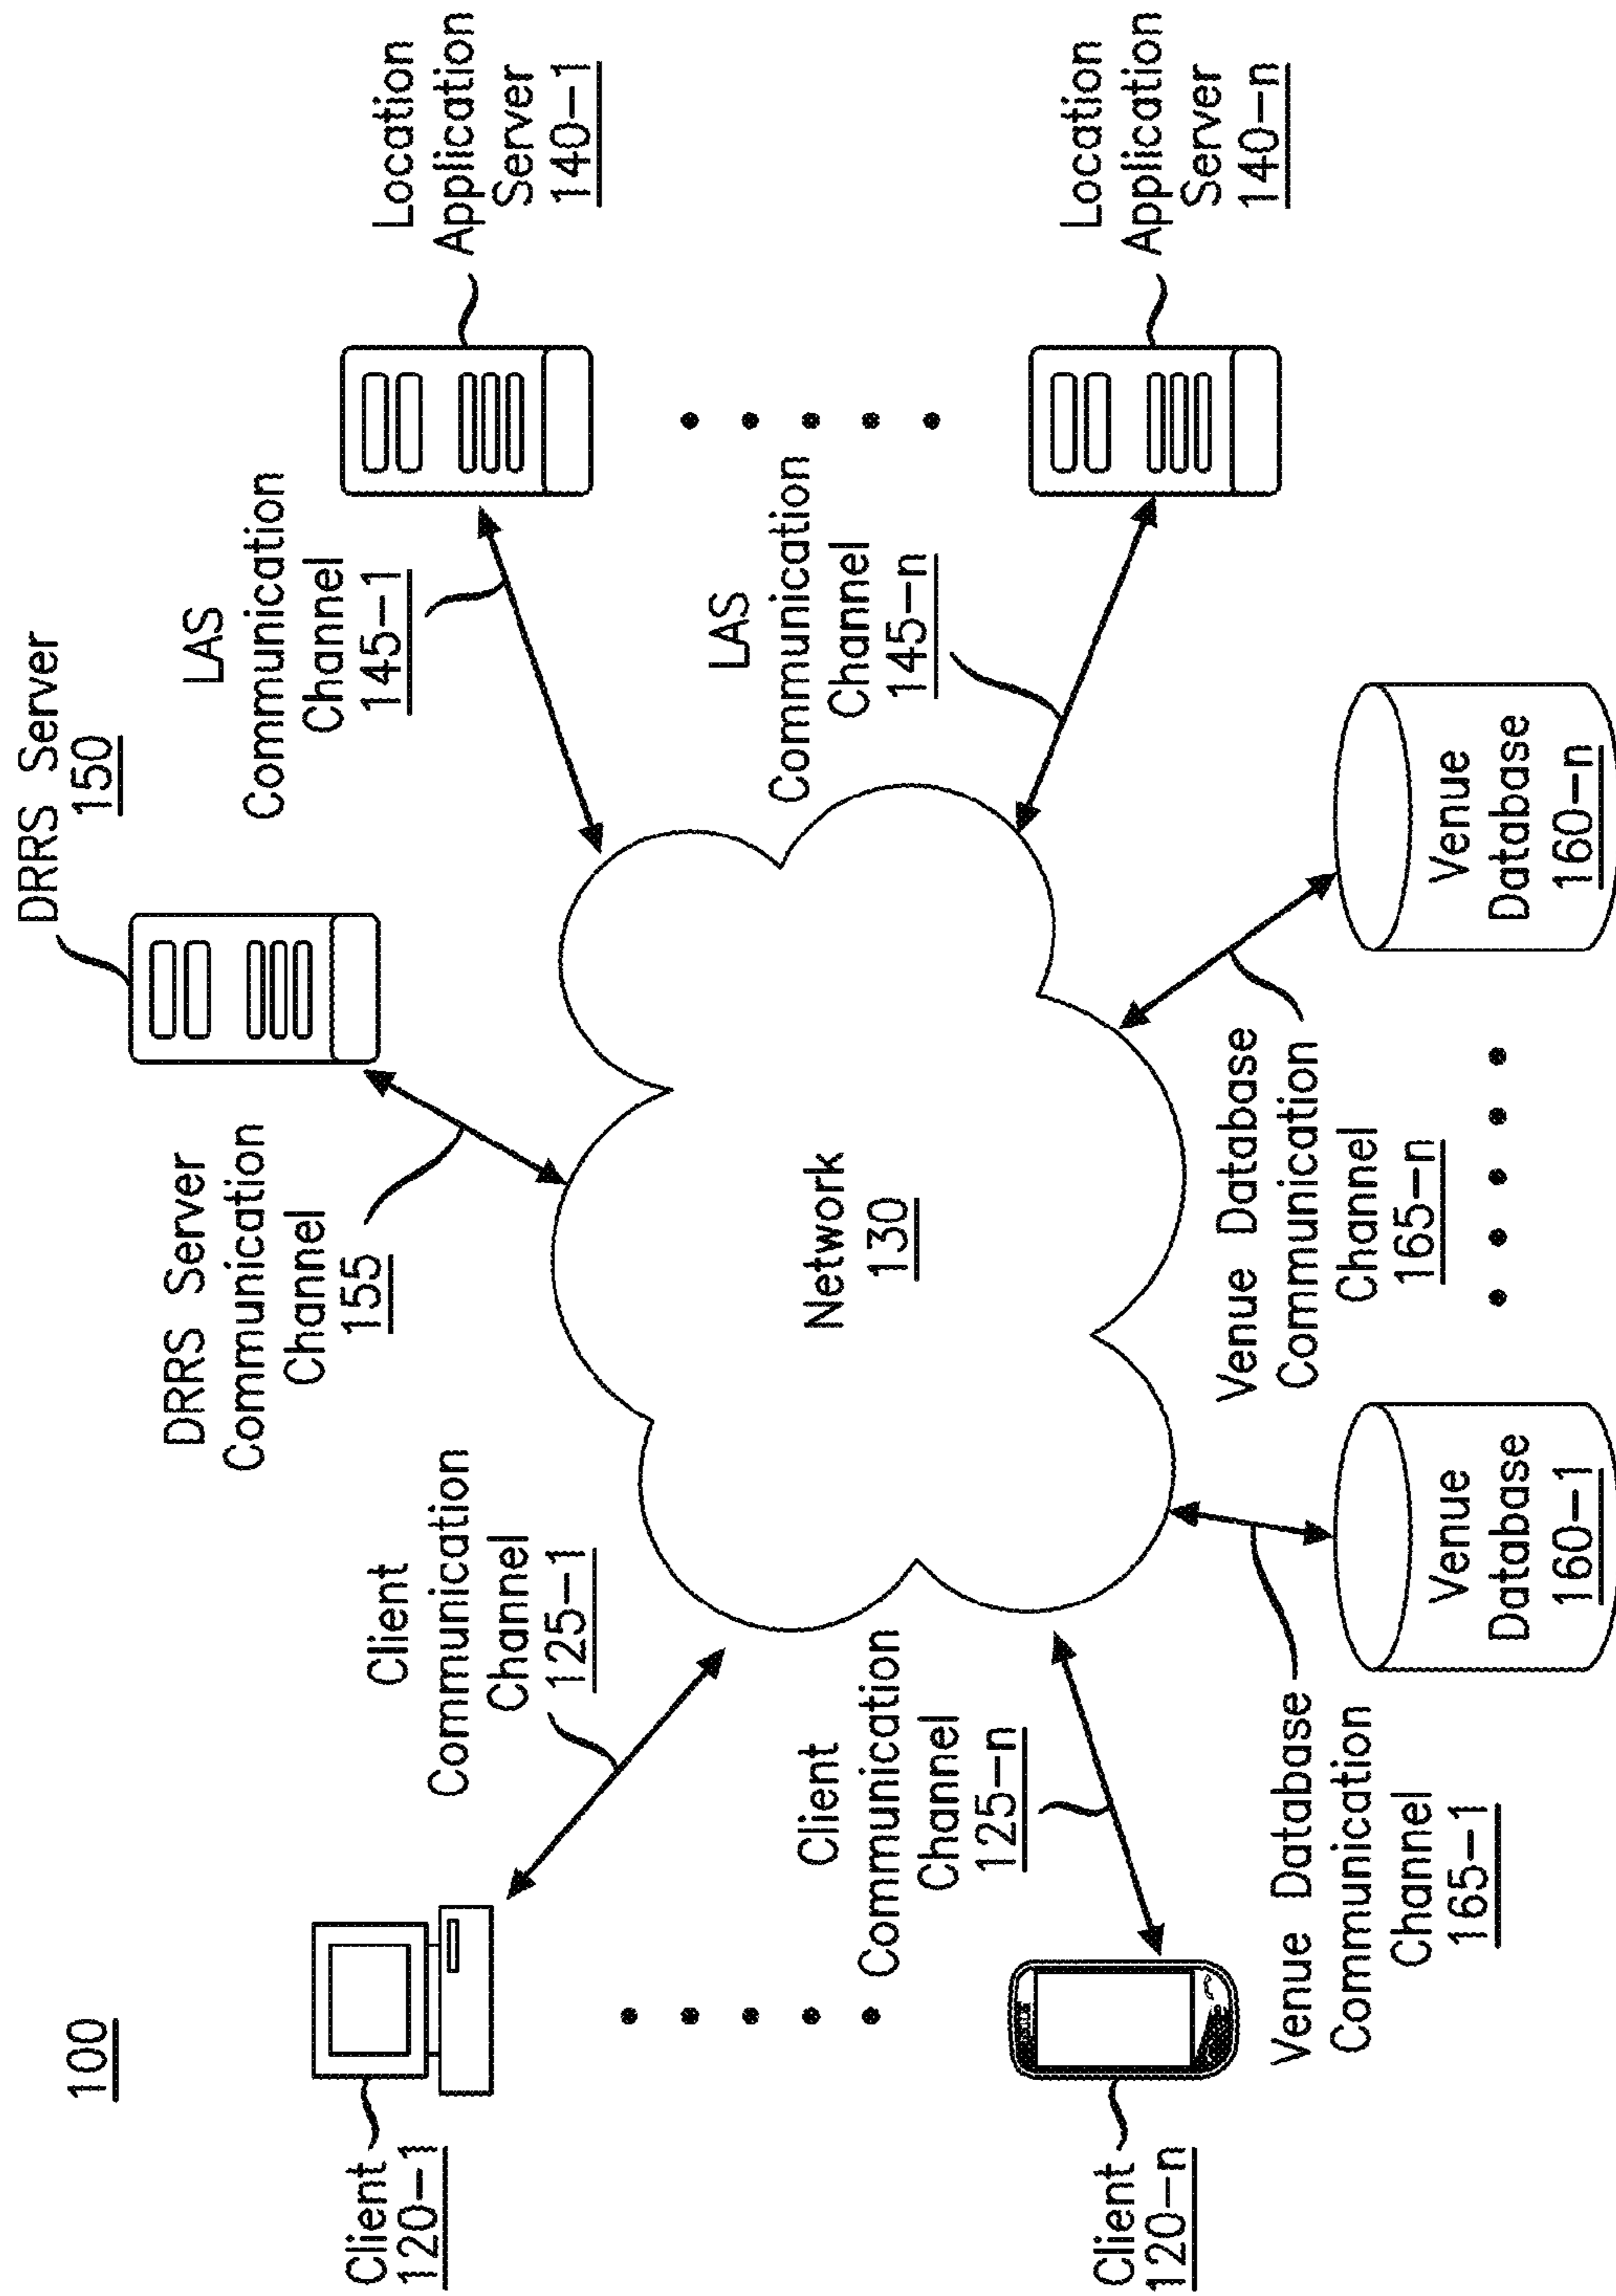 100
DRRS Server
150
Client
120-1
Client
Communication
Channel
125-1
DRRS Server
Communication
Channel
155
LAS
Communication
Channel
145-1
Location
Application
Server
140-1
Network
130
Client
120-n
Client
Communication
Channel
125-n
LAS
Communication
Channel
145-n
Location
Application
Server
140-n
Venue Database
Communication
Channel
165-1
Venue
Database
160-1
Venue Database
Communication
Channel
165-n
Venue
Database
160-n